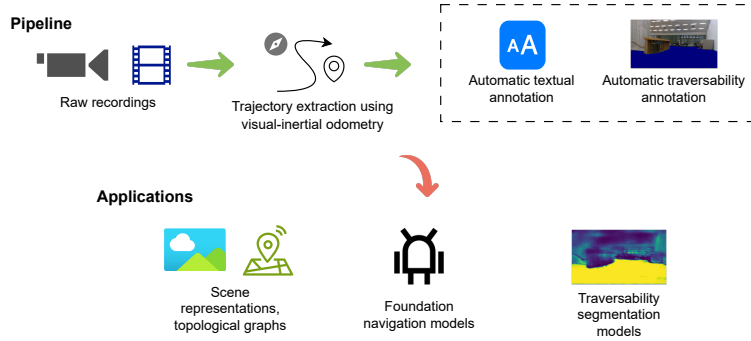 Pipeline
Raw recordings
Trajectory extraction using
visual-inertial odometry
AA
Automatic textual
annotation
Automatic traversability
annotation
Applications
Scene
representations,
topological graphs
Foundation
navigation models
Traversability
segmentation
models